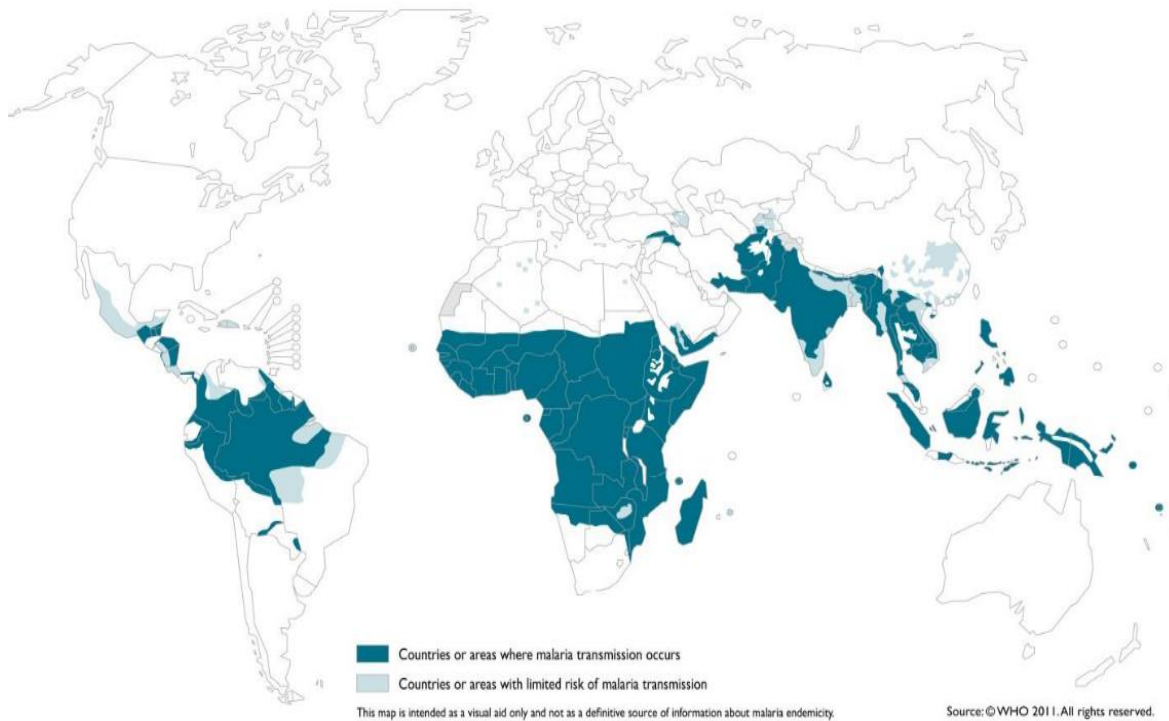 Countries or areas where malaria transmission occurs
Countries or areas with limited risk of malaria transmission
This map is intended as a visual aid only and not as a definitive source of information about malaria endemicity.
Source: © WHO 2011. All rights reserved.